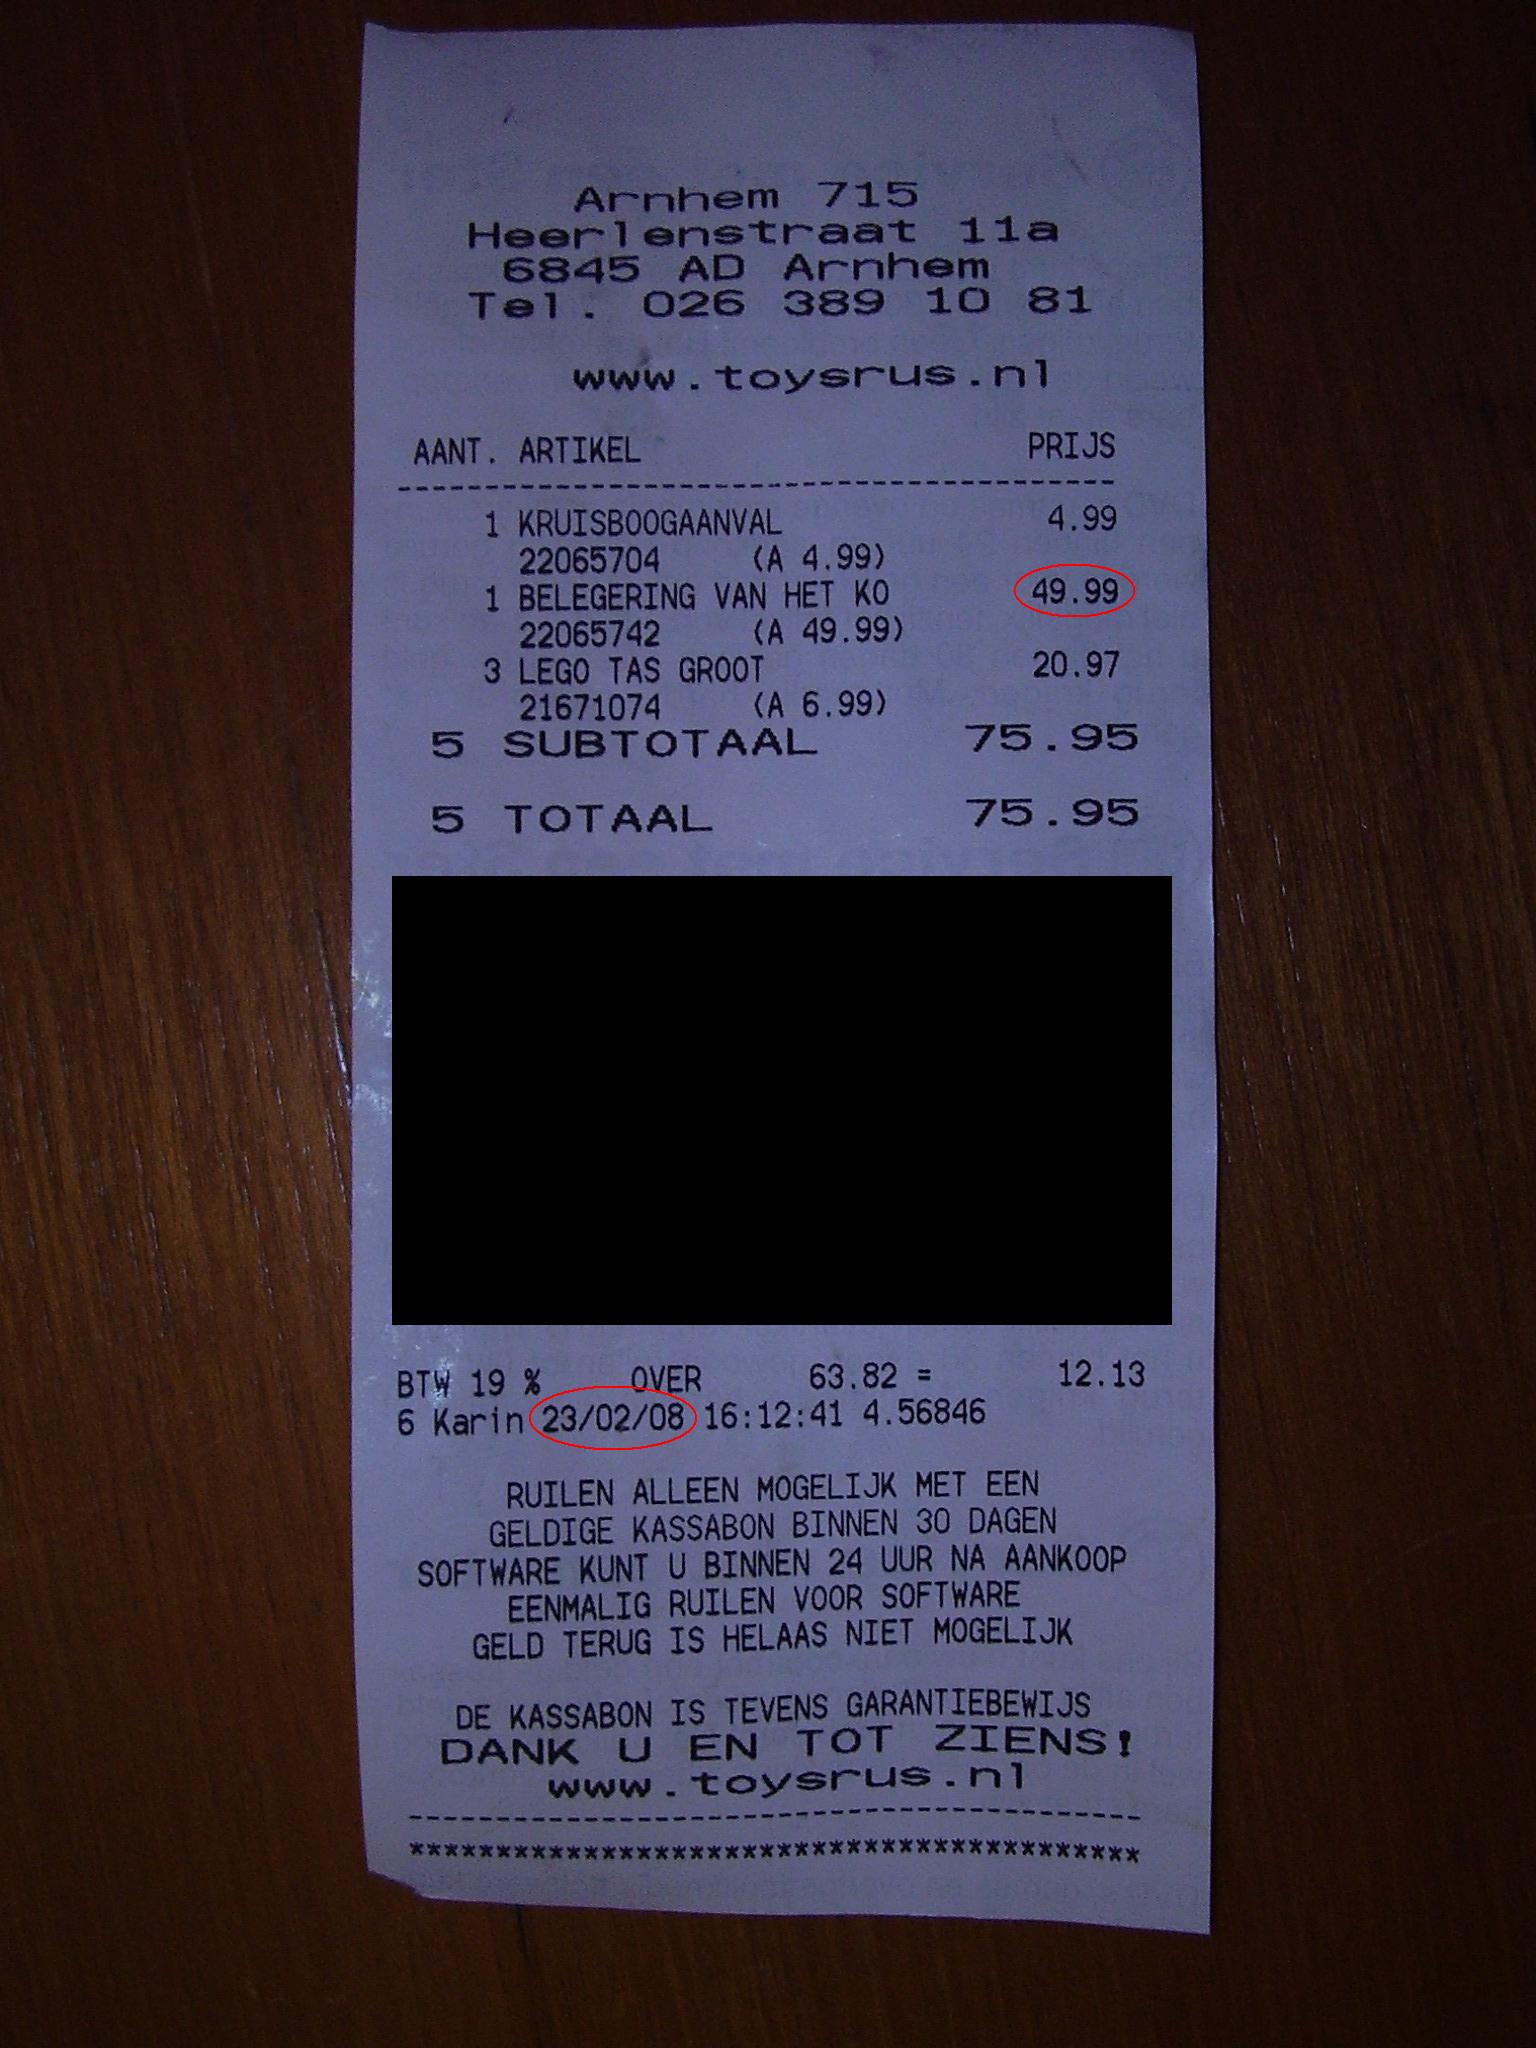 Arnhem 715
Heerlenstraat 11a
6845 AD Arnhem
Tel. 026 389 10 81
www.toysrus.nl
AANT. ARTIKEL PRIJS
1 KRUISBOOGAANVAL 4.99
22065704 (A 4.99)
1 BELEGERING VAN HET KO 49.99
22065742 (A 49.99)
3 LEGO TAS GROOT 20.97
21671074 (A 6.99)
5 SUBTOTAAL 75.95
5 TOTAAL 75.95
BTW 19 % OVER 63.82 = 12.13
6 Karin 23/02/08 16:12:41 4.56846
RUILEN ALLEEN MOGELIJK MET EEN
GELDIGE KASSABON BINNEN 30 DAGEN
SOFTWARE KUNT U BINNEN 24 UUR NA AANKOOP
EENMALIG RUILEN VOOR SOFTWARE
GELD TERUG IS HELAAS NIET MOGELIJK
DE KASSABON IS TEVENS GARANTIEBEWIJS
DANK U EN TOT ZIENS!
www.toysrus.nl
*****************************************